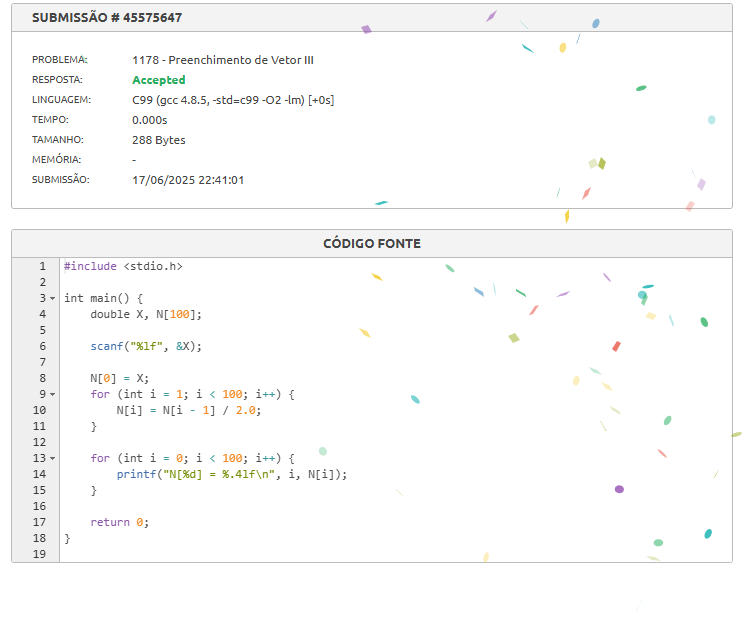 SUBMISSÃO # 45575647
PROBLEMA: 1178 - Preenchimento de Vetor III
RESPOSTA: Accepted
LINGUAGEM: C99 (gcc 4.8.5, -std=c99 -O2 -lm) [+0s]
TEMPO: 0.000s
TAMANHO: 288 Bytes
MEMÓRIA: -
SUBMISSÃO: 17/06/2025 22:41:01
CÓDIGO FONTE
1 #include <stdio.h>
2
3 int main() {
4     double X, N[100];
5
6     scanf("%lf", &X);
7
8     N[0] = X;
9     for (int i = 1; i < 100; i++) {
10         N[i] = N[i - 1] / 2.0;
11     }
12
13     for (int i = 0; i < 100; i++) {
14         printf("N[%d] = %.4lf\n", i, N[i]);
15     }
16
17     return 0;
18 }
19